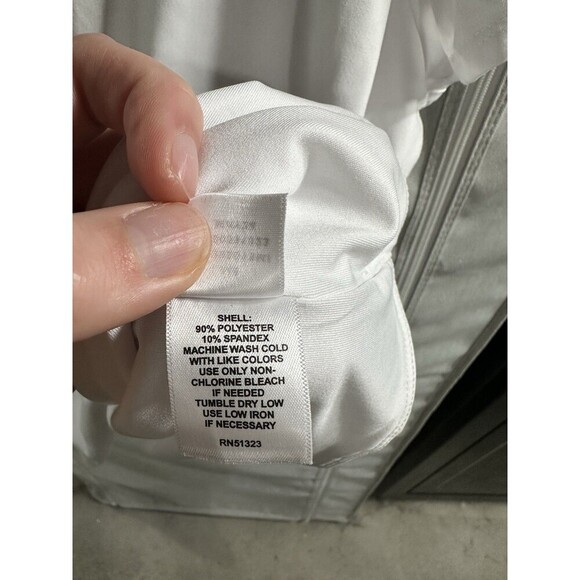 SHELL:
90% POLYESTER
10% SPANDEX
MACHINE WASH COLD
WITH LIKE COLORS
USE ONLY NON-
CHLORINE BLEACH
IF NEEDED
TUMBLE DRY LOW
USE LOW IRON
IF NECESSARY
RN51323